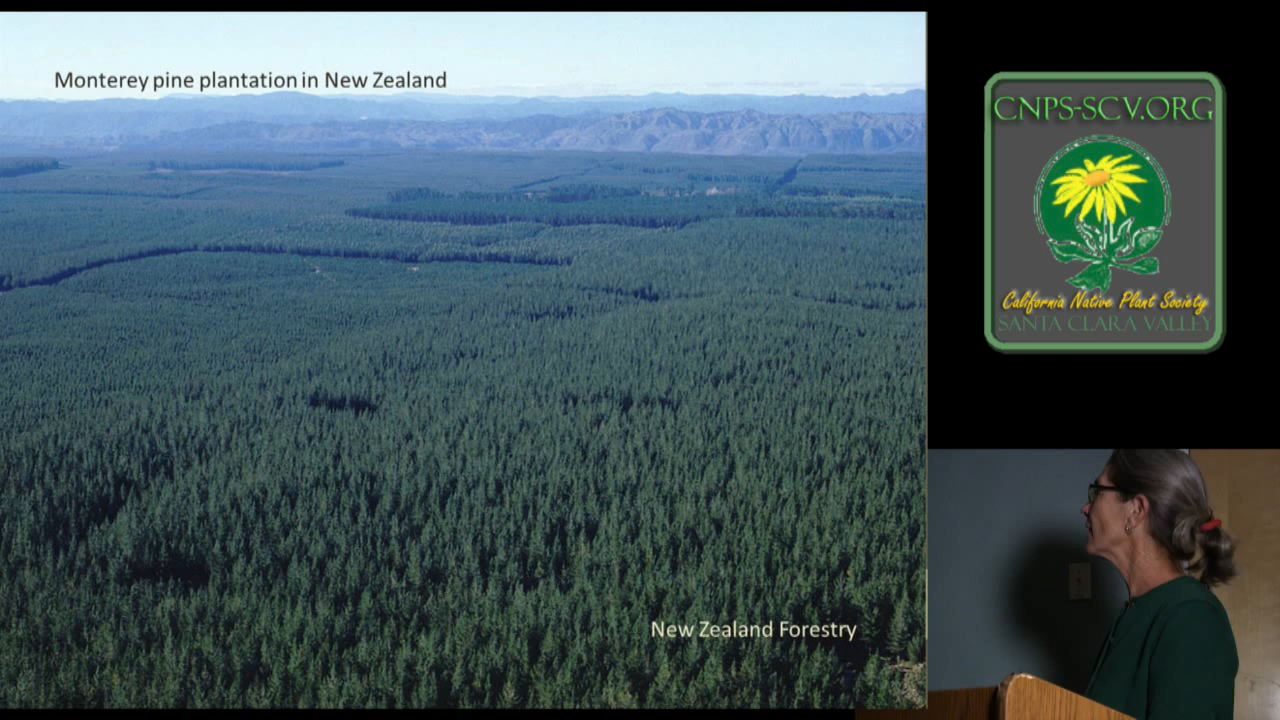 Monterey pine plantation in New Zealand
New Zealand Forestry
CNPS-SCV.ORG
California Native Plant Society
SANTA CLARA VALLEY